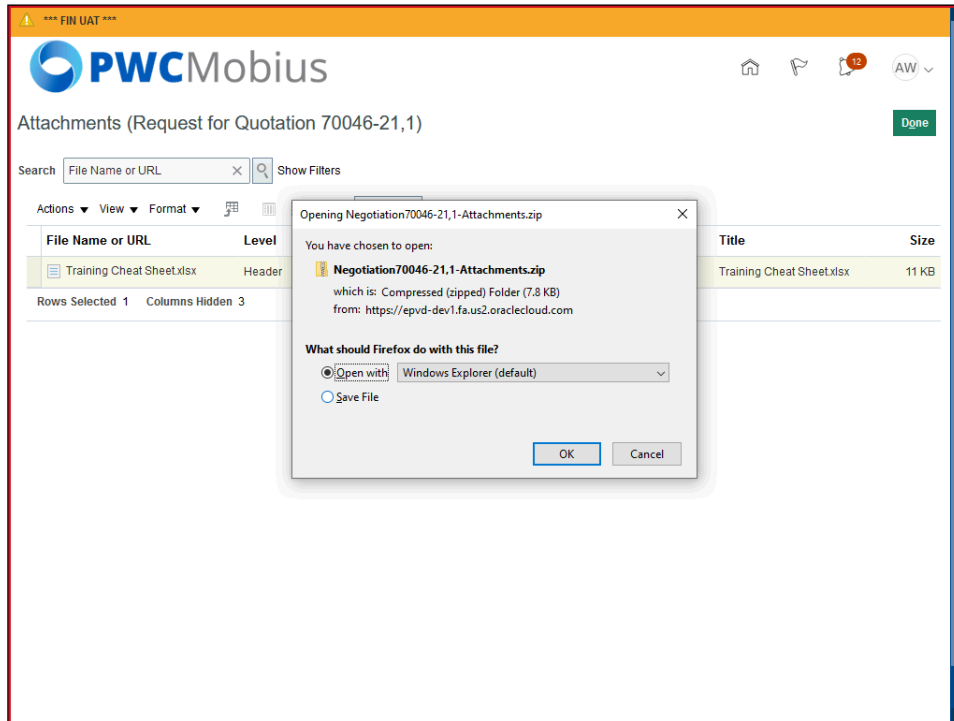 *** FIN UAT ***
PWCMobius
12
AW
Attachments (Request for Quotation 70046-21,1)
Done
Search File Name or URL Show Filters
Actions View Format
File Name or URL Level Title Size
Training Cheat Sheet.xlsx Header Training Cheat Sheet.xlsx 11 KB
Rows Selected 1 Columns Hidden 3
Opening Negotiation70046-21,1-Attachments.zip
You have chosen to open:
Negotiation70046-21,1-Attachments.zip
which is: Compressed (zipped) Folder (7.8 KB)
from: https://epvd-dev1.fa.us2.oraclecloud.com
What should Firefox do with this file?
Open with Windows Explorer (default)
Save File
OK Cancel